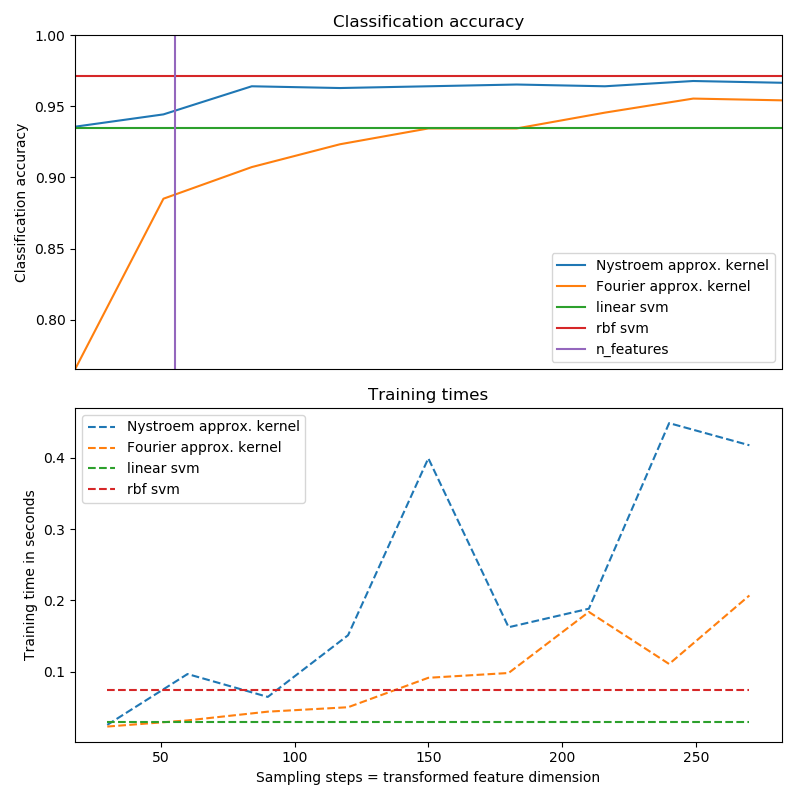 Classification accuracy
Classification accuracy
1.00
0.95
0.90
0.85
0.80
Nystroem approx. kernel
Fourier approx. kernel
linear svm
rbf svm
n_features
Training times
Training time in seconds
0.4
0.3
0.2
0.1
Nystroem approx. kernel
Fourier approx. kernel
linear svm
rbf svm
50 100 150 200 250
Sampling steps = transformed feature dimension